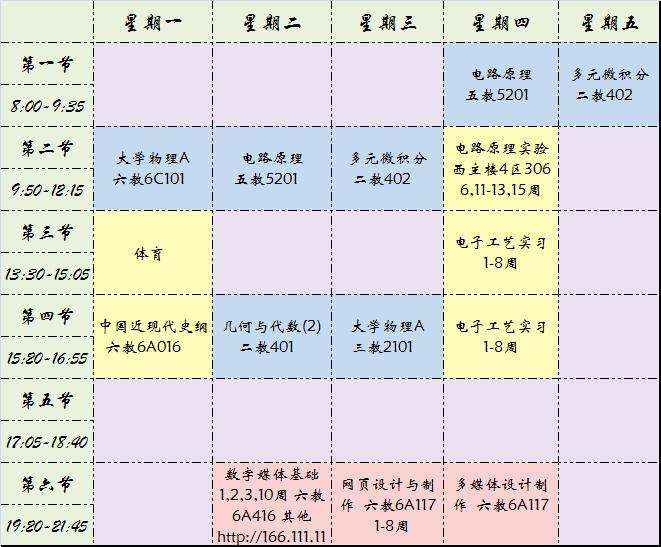 星期一 星期二 星期三 星期四 星期五
第一节
8:00-9:35
电路原理
五教5201
多元微积分
二教402
第二节
9:50-12:15
大学物理A
六教6C101
电路原理
五教5201
多元微积分
二教402
电路原理实验
西主楼4区306
6,11-13,15周
第三节
13:30-15:05
体育
电子工艺实习
1-8周
第四节
15:20-16:55
中国近现代史纲
六教6A016
几何与代数(2)
二教401
大学物理A
三教2101
电子工艺实习
1-8周
第五节
17:05-18:40
第六节
19:20-21:45
数字媒体基础
1,2,3,10周 六教
6A416 其他
http://166.111.11
网页设计与制
作 六教6A117
1-8周
多媒体设计制
作 六教6A117